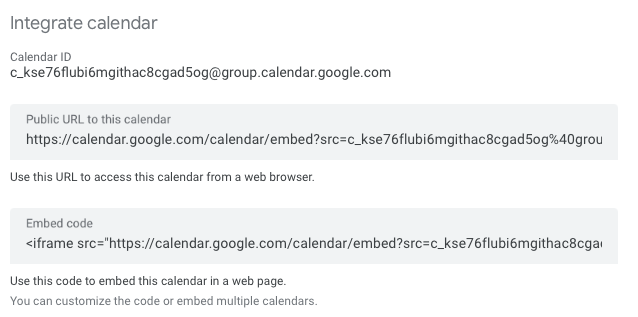 Integrate calendar
Calendar ID
c_kse76flubi6mgithac8cgad5og@group.calendar.google.com
Public URL to this calendar
https://calendar.google.com/calendar/embed?src=c_kse76flubi6mgithac8cgad5og%40grou
Use this URL to access this calendar from a web browser.
Embed code
<iframe src="https://calendar.google.com/calendar/embed?src=c_kse76flubi6mgithac8cga
Use this code to embed this calendar in a web page.
You can customize the code or embed multiple calendars.